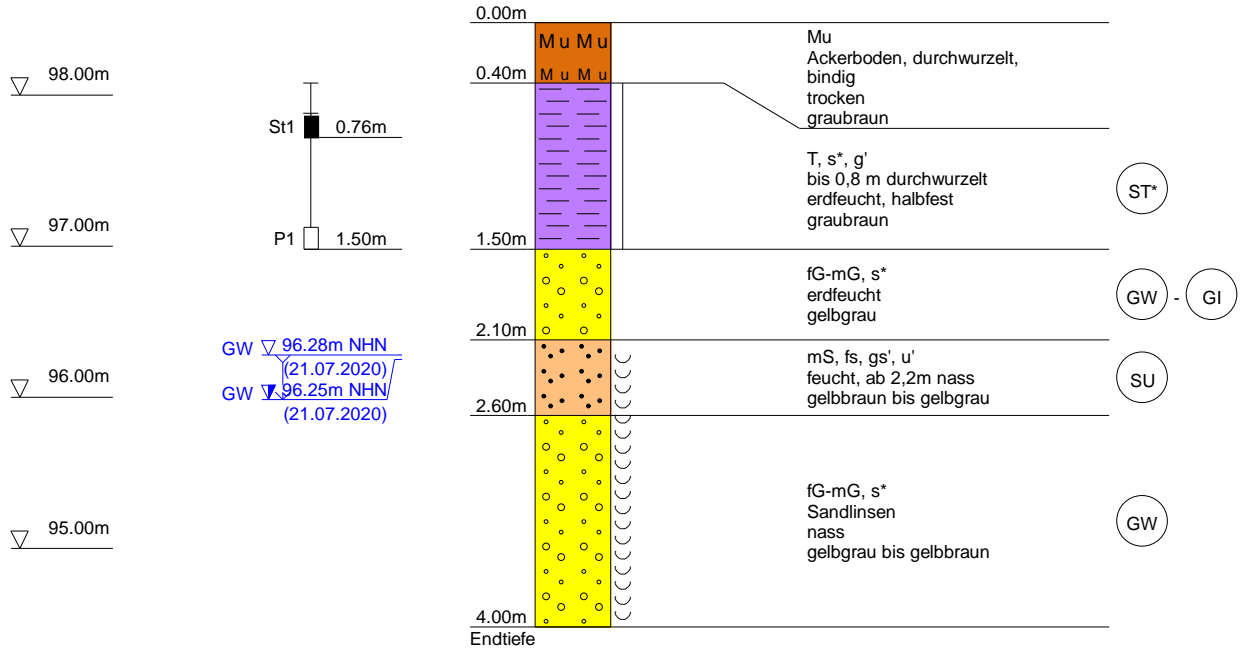 0.00m
Mu Mu
Mu
Ackerboden, durchwurzelt,
bindig
trocken
graubraun
98.00m
0.40m
Mu Mu
St1 0.76m
T, s*, g'
bis 0,8 m durchwurzelt
erdfeucht, halbfest
graubraun
ST*
97.00m
P1 1.50m
1.50m
fG-mG, s*
erdfeucht
gelbgrau
GW - GI
2.10m
GW 96.28m NHN
(21.07.2020)
96.00m
GW 96.25m NHN
(21.07.2020)
mS, fs, gs', u'
feucht, ab 2,2m nass
gelbbraun bis gelbgrau
SU
2.60m
fG-mG, s*
Sandlinsen
nass
gelbgrau bis gelbbraun
GW
95.00m
4.00m
Endtiefe